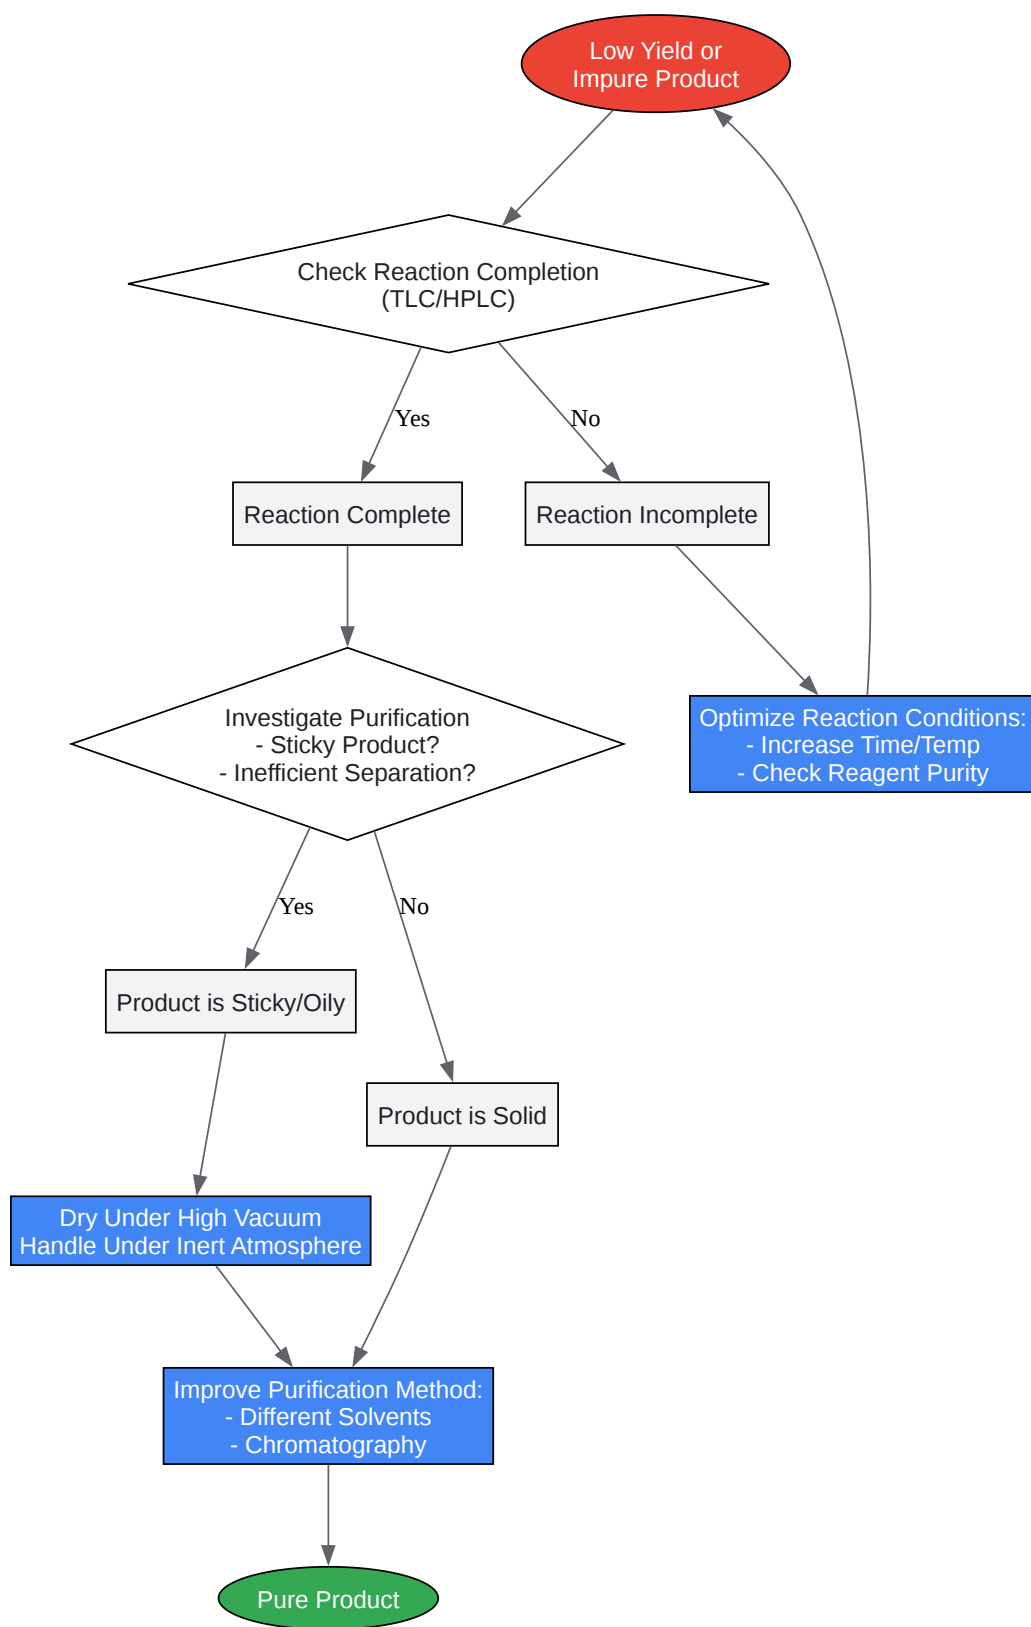 Low Yield or
Impure Product
Check Reaction Completion
(TLC/HPLC)
Yes
No
Reaction Complete
Reaction Incomplete
Investigate Purification
- Sticky Product?
- Inefficient Separation?
Optimize Reaction Conditions:
- Increase Time/Temp
- Check Reagent Purity
Yes
No
Product is Sticky/Oily
Product is Solid
Dry Under High Vacuum
Handle Under Inert Atmosphere
Improve Purification Method:
- Different Solvents
- Chromatography
Pure Product